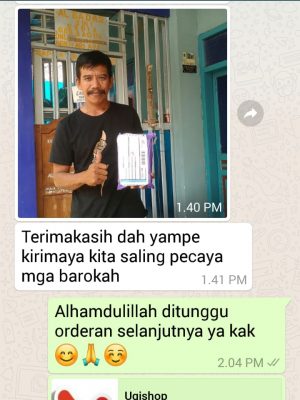 1.40 PM
Terimakasih dah yampe
kirimaya kita saling pecaya
mga barokah
1.41 PM
Alhamdulillah ditunggu
orderan selanjutnya ya kak
😊🙏☺️
2.04 PM
Ugishop